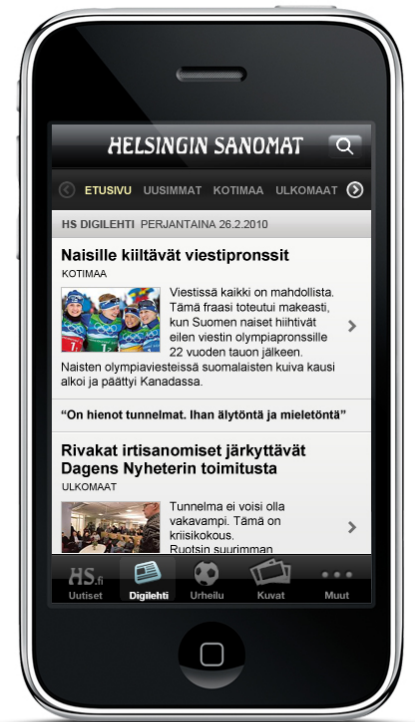 HELSINGIN SANOMAT
ETUSIVU UUSIMMAT KOTIMAA ULKOMAAT
HS DIGILEHTI PERJANTAINA 26.2.2010
Naisille kiiltävät viestipronssit
KOTIMAA
Viestissä kaikki on mahdollista.
Tämä fraasi toteutui makeasti,
kun Suomen naiset hiihtivät
eilen viestin olympiapronssille
22 vuoden tauon jälkeen.
Naisten olympiaviesteissä suomalaisten kuiva kausi
alkoi ja päättyi Kanadassa.
“On hienot tunnelmat. Ihan älytöntä ja mieletöntä”
Rivakat irtisanomiset järkyttävät
Dagens Nyheterin toimitusta
ULKOMAAT
Tunnelma ei voisi olla
vakavampi. Tämä on
kriisikokous.
Ruotsin suurimman
HS.fi
Uutiset Digilehti Urheilu Kuvat Muut